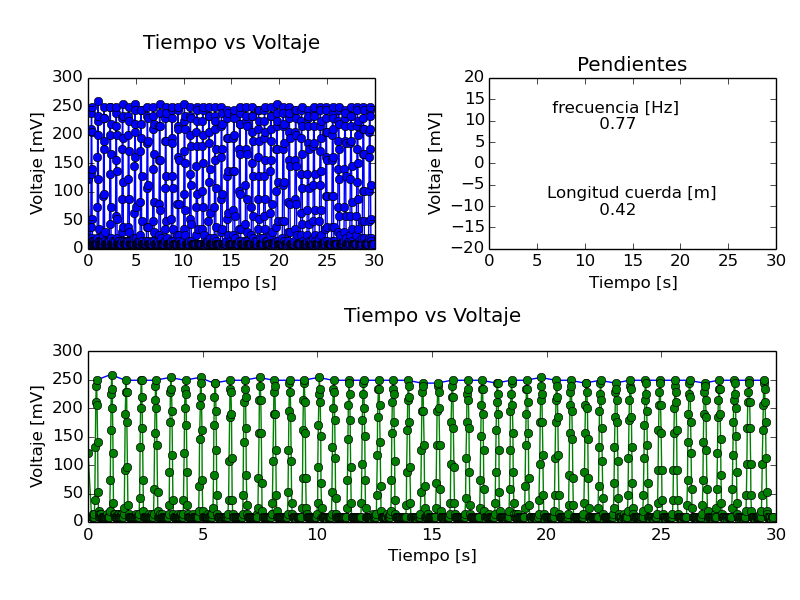 Tiempo vs Voltaje
300
250
200
150
100
50
0
Voltaje [mV]
0 5 10 15 20 25 30
Tiempo [s]
Pendientes
20
15
10
5
0
−5
−10
−15
−20
Voltaje [mV]
frecuencia [Hz]
0.77
Longitud cuerda [m]
0.42
0 5 10 15 20 25 30
Tiempo [s]
Tiempo vs Voltaje
300
250
200
150
100
50
0
Voltaje [mV]
0 5 10 15 20 25 30
Tiempo [s]